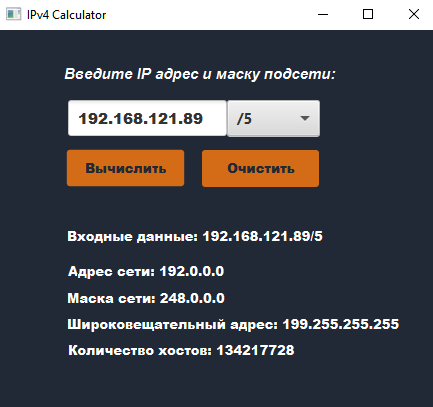 IPv4 Calculator
Введите IP адрес и маску подсети:
192.168.121.89 /5
Вычислить Очистить
Входные данные: 192.168.121.89/5
Адрес сети: 192.0.0.0
Маска сети: 248.0.0.0
Широковещательный адрес: 199.255.255.255
Количество хостов: 134217728